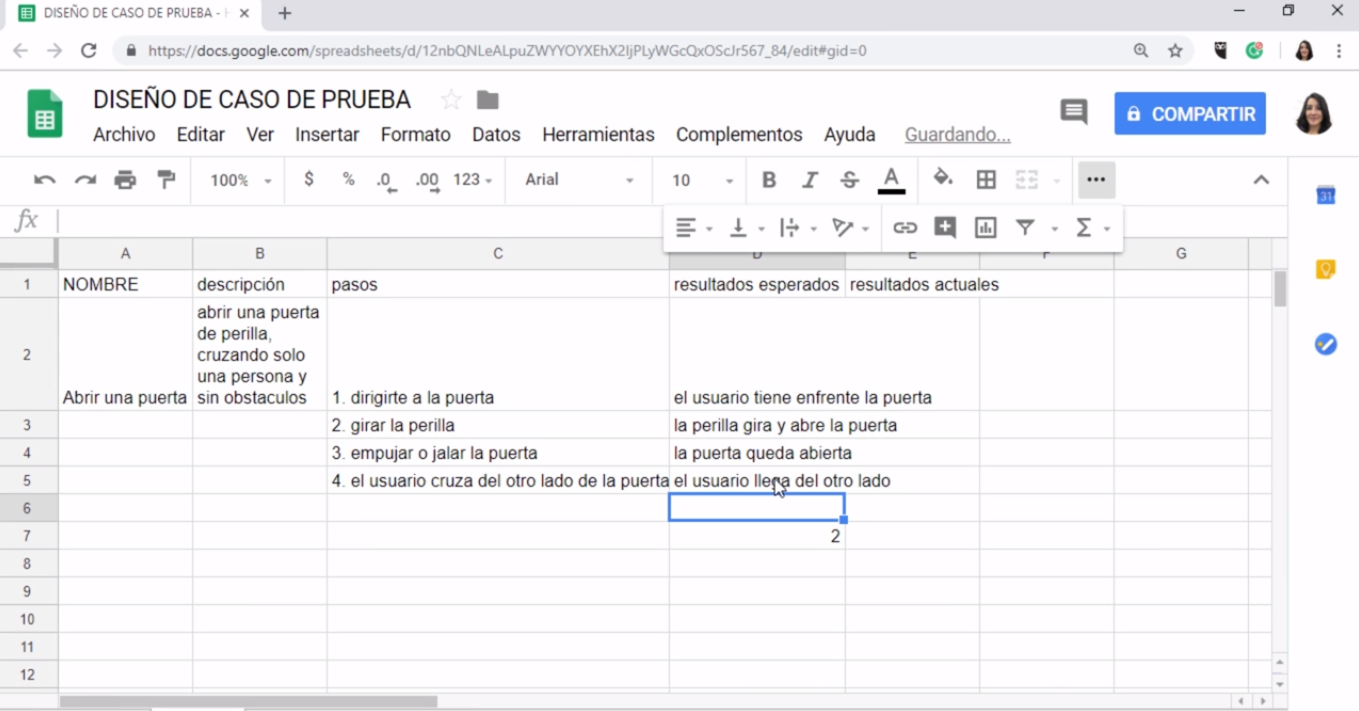 DISEÑO DE CASO DE PRUEBA -
https://docs.google.com/spreadsheets/d/12nbQNLeALpuZWYYOYXEhX2IjPLyWGcQxOScJr567_84/edit#gid=0
DISEÑO DE CASO DE PRUEBA
COMPARTIR
Archivo Editar Ver Insertar Formato Datos Herramientas Complementos Ayuda Guardando...
100% $ % .0 .00 123 Arial 10 B I S A ...
fx
31
A B C D E F G
1 NOMBRE descripción pasos resultados esperados resultados actuales
abrir una puerta
de perilla,
cruzando solo
2 una persona y
Abrir una puerta sin obstaculos 1. dirigirte a la puerta el usuario tiene enfrente la puerta
3 2. girar la perilla la perilla gira y abre la puerta
4 3. empujar o jalar la puerta la puerta queda abierta
5 4. el usuario cruza del otro lado de la puerta el usuario llega del otro lado
6
7 2
8
9
10
11
12